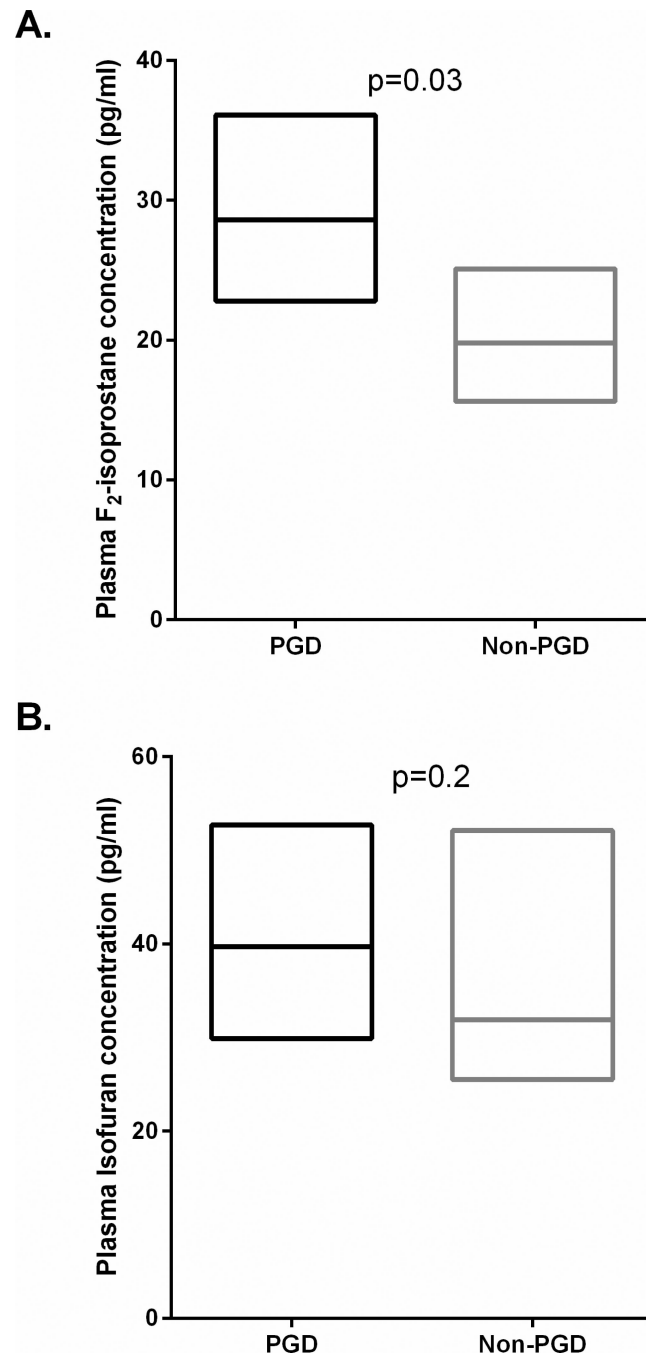 A.
Plasma F₂-isoprostane concentration (pg/ml)
40
30
20
10
0
p=0.03
PGD Non-PGD
B.
Plasma Isofuran concentration (pg/ml)
60
40
20
0
p=0.2
PGD Non-PGD